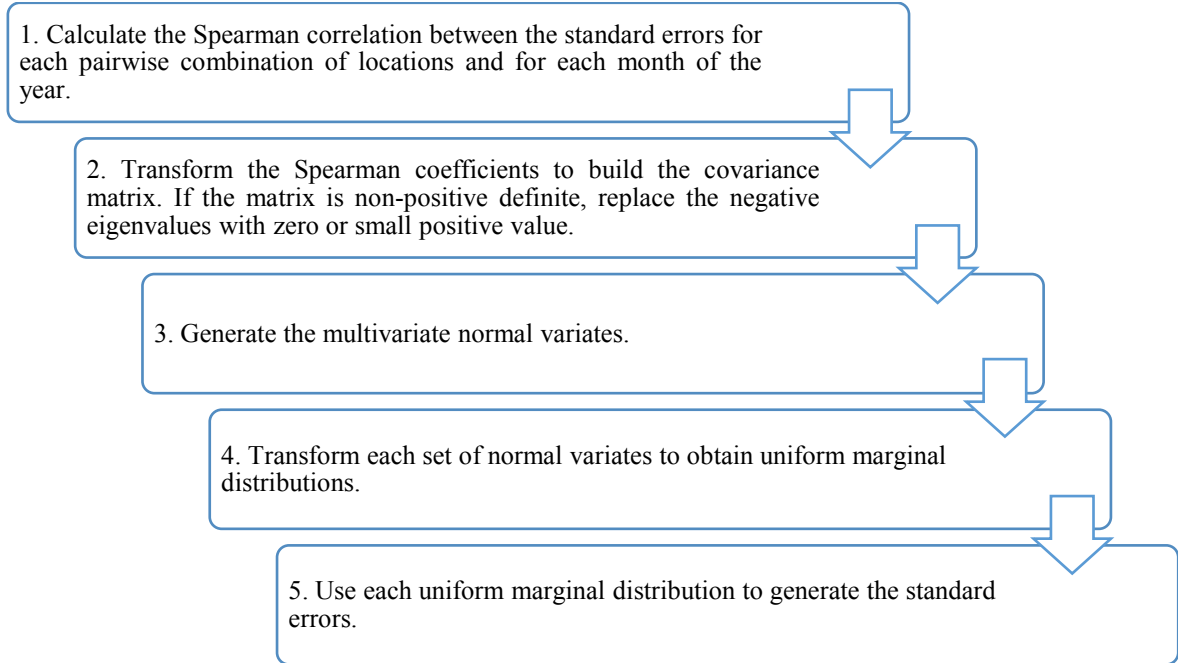 1. Calculate the Spearman correlation between the standard errors for
each pairwise combination of locations and for each month of the
year.
2. Transform the Spearman coefficients to build the covariance
matrix. If the matrix is non-positive definite, replace the negative
eigenvalues with zero or small positive value.
3. Generate the multivariate normal variates.
4. Transform each set of normal variates to obtain uniform marginal
distributions.
5. Use each uniform marginal distribution to generate the standard
errors.